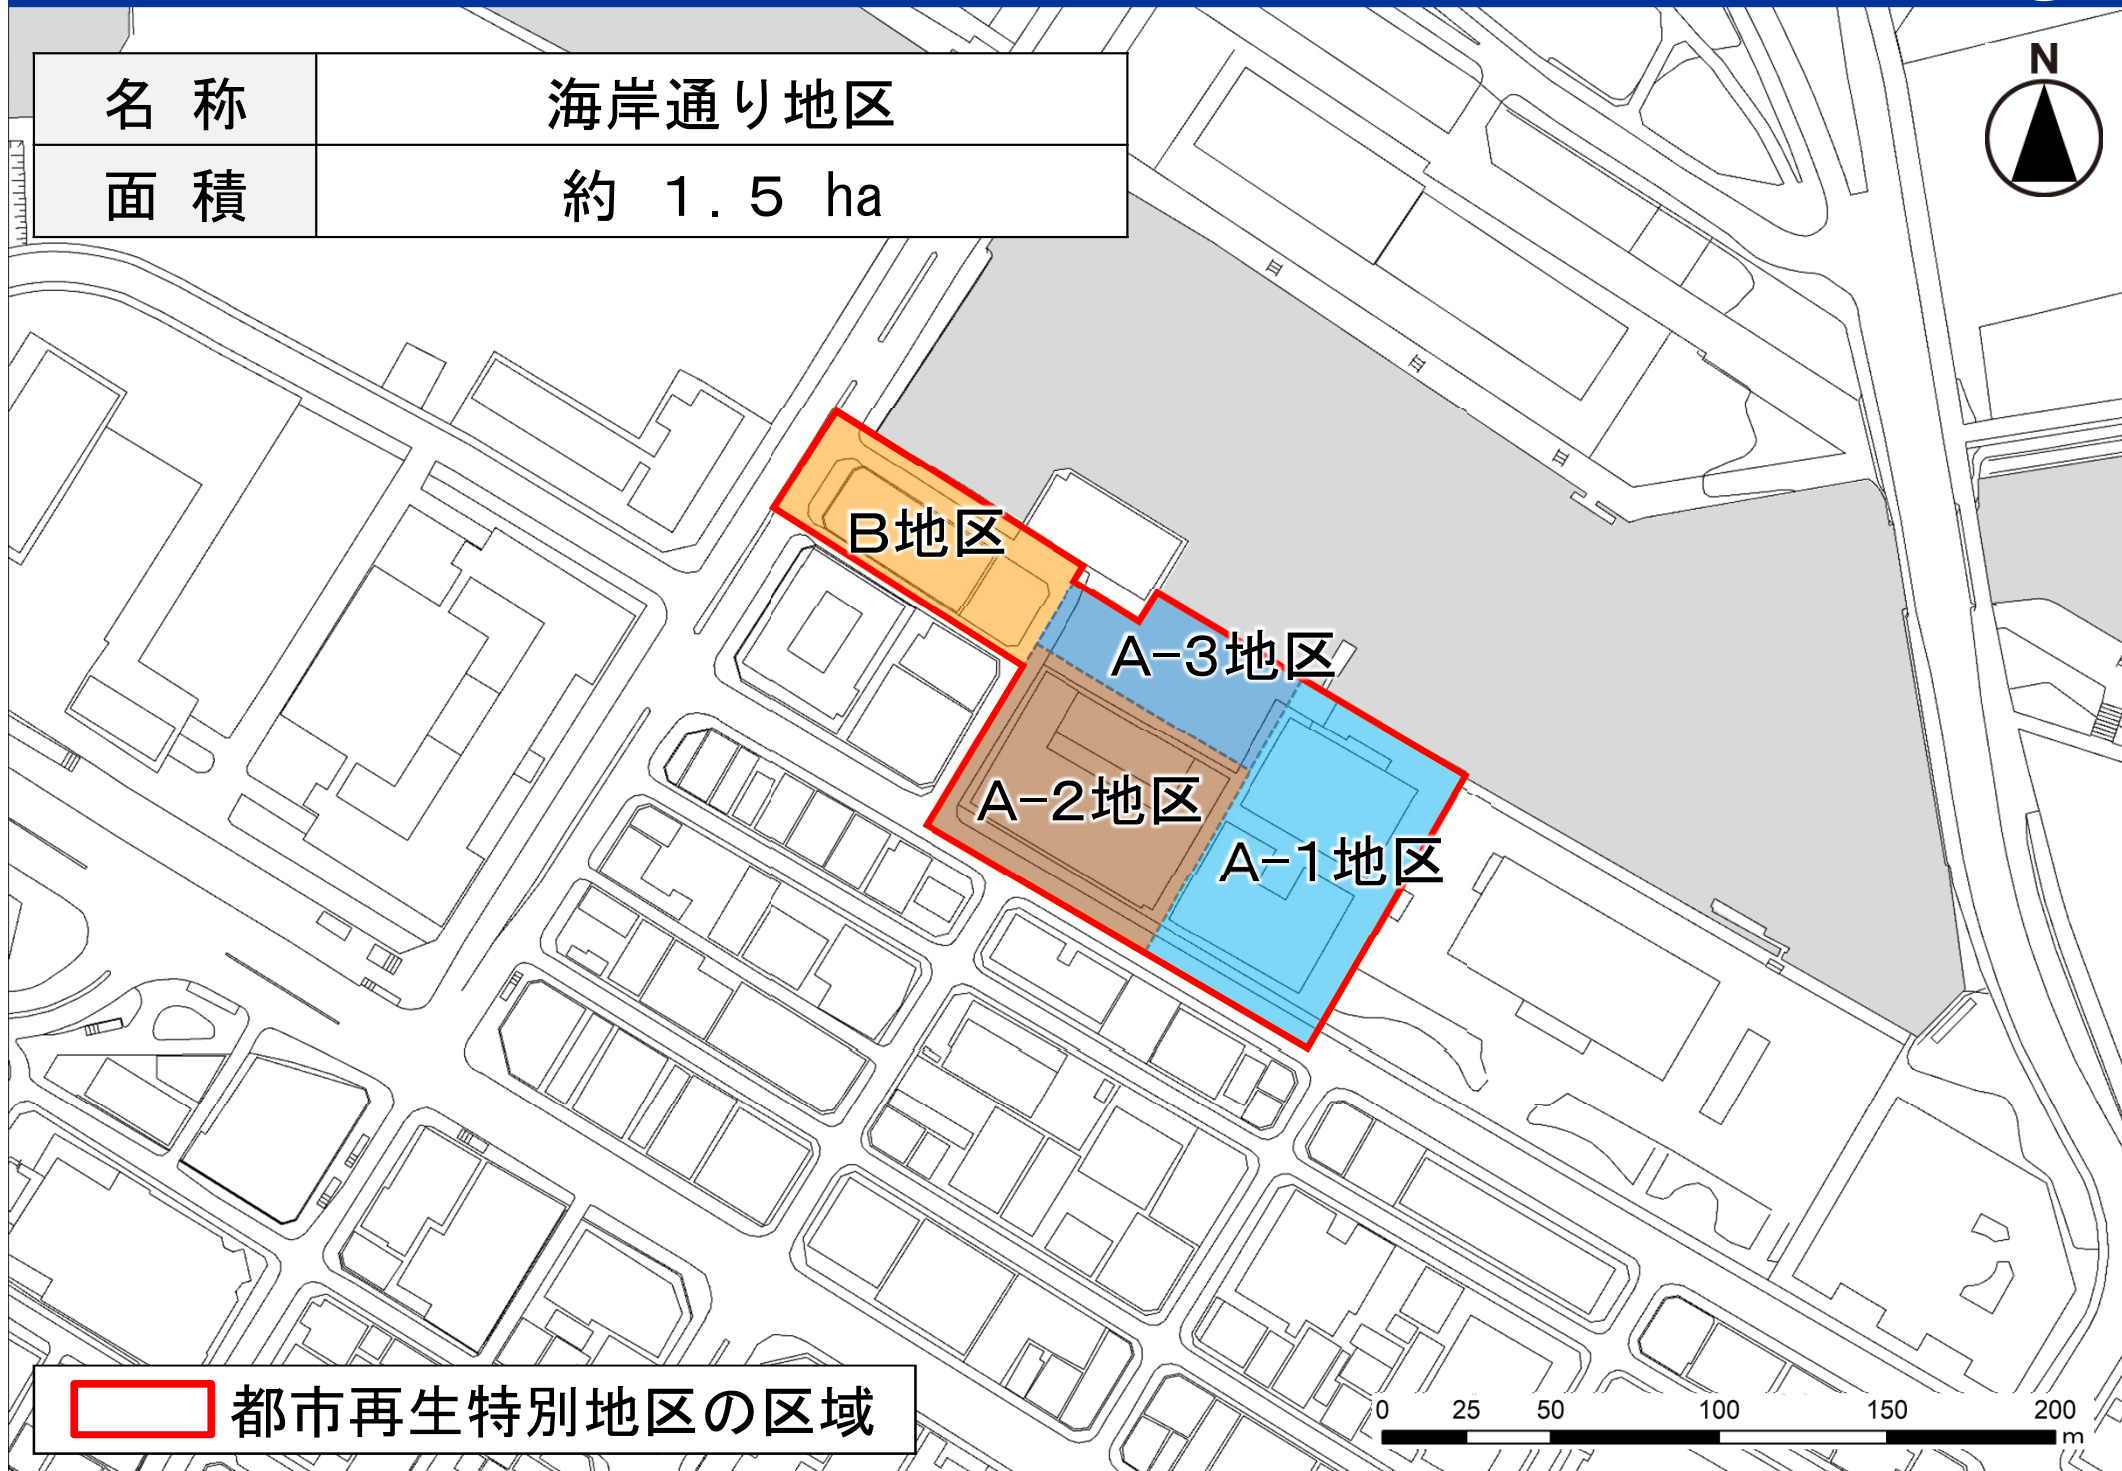 名 称 海岸通り地区
面 積 約 1.5 ha
N
B地区
A-3地区
A-2地区
A-1地区
都市再生特別地区の区域
0 25 50 100 150 200
m